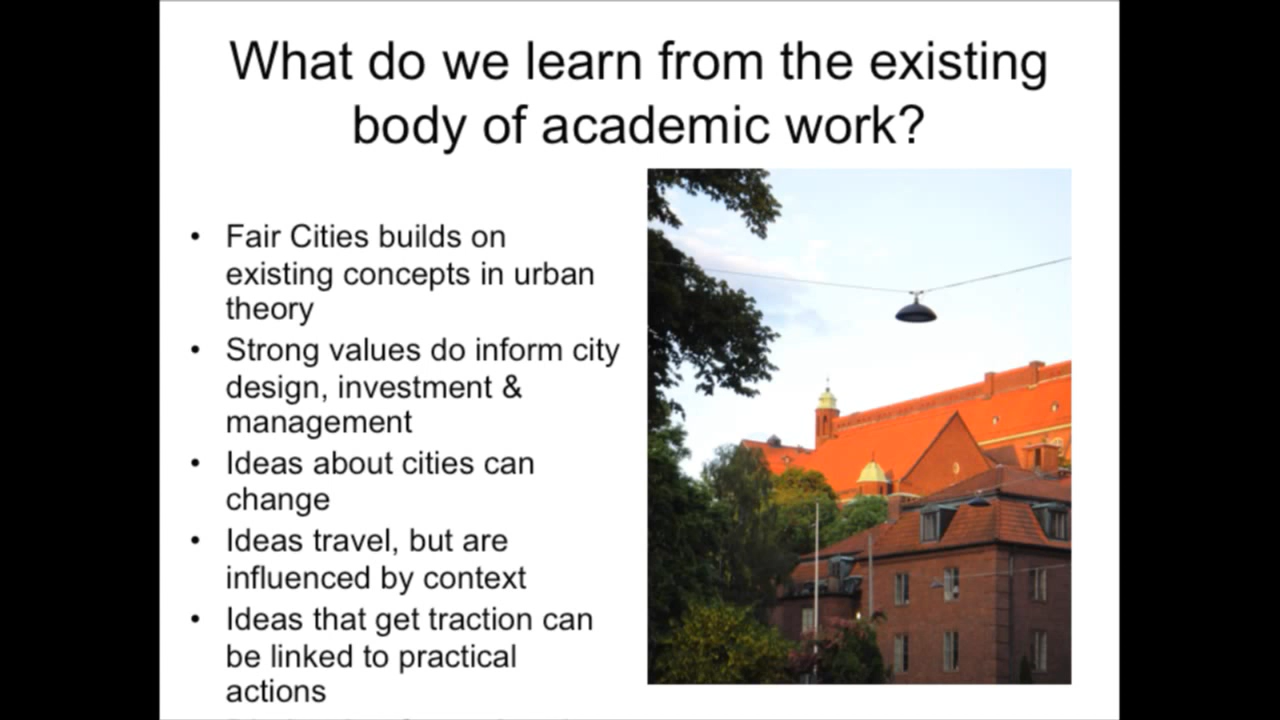 What do we learn from the existing
body of academic work?
• Fair Cities builds on
existing concepts in urban
theory
• Strong values do inform city
design, investment &
management
• Ideas about cities can
change
• Ideas travel, but are
influenced by context
• Ideas that get traction can
be linked to practical
actions